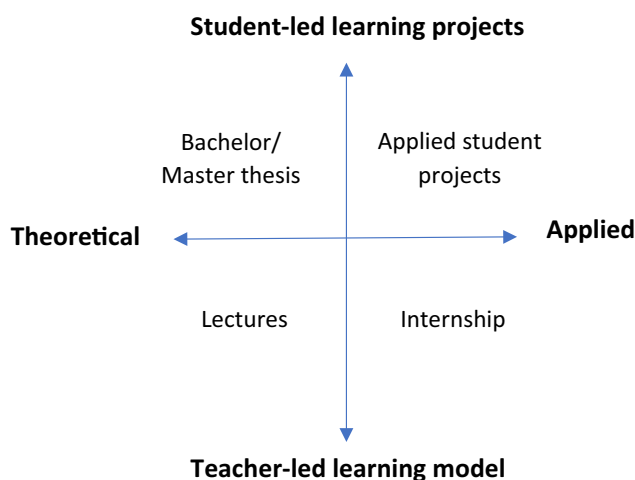 Student-led learning projects
Bachelor/
Master thesis
Applied student
projects
Theoretical
Applied
Lectures
Internship
Teacher-led learning model